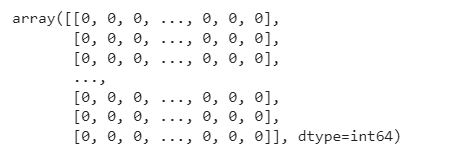 array([[0, 0, 0, ..., 0, 0, 0],
       [0, 0, 0, ..., 0, 0, 0],
       [0, 0, 0, ..., 0, 0, 0],
       ...,
       [0, 0, 0, ..., 0, 0, 0],
       [0, 0, 0, ..., 0, 0, 0],
       [0, 0, 0, ..., 0, 0, 0]], dtype=int64)